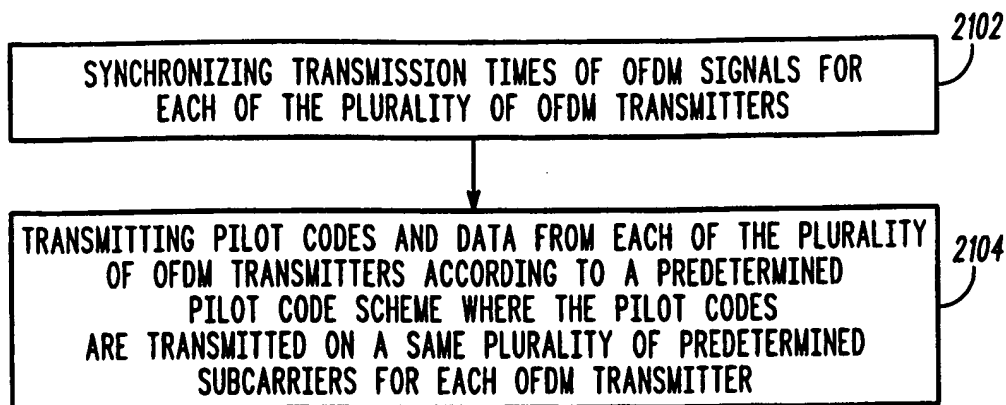 2102
SYNCHRONIZING TRANSMISSION TIMES OF OFDM SIGNALS FOR
EACH OF THE PLURALITY OF OFDM TRANSMITTERS
TRANSMITTING PILOT CODES AND DATA FROM EACH OF THE PLURALITY
OF OFDM TRANSMITTERS ACCORDING TO A PREDETERMINED
2104
PILOT CODE SCHEME WHERE THE PILOT CODES
ARE TRANSMITTED ON A SAME PLURALITY OF PREDETERMINED
SUBCARRIERS FOR EACH OFDM TRANSMITTER